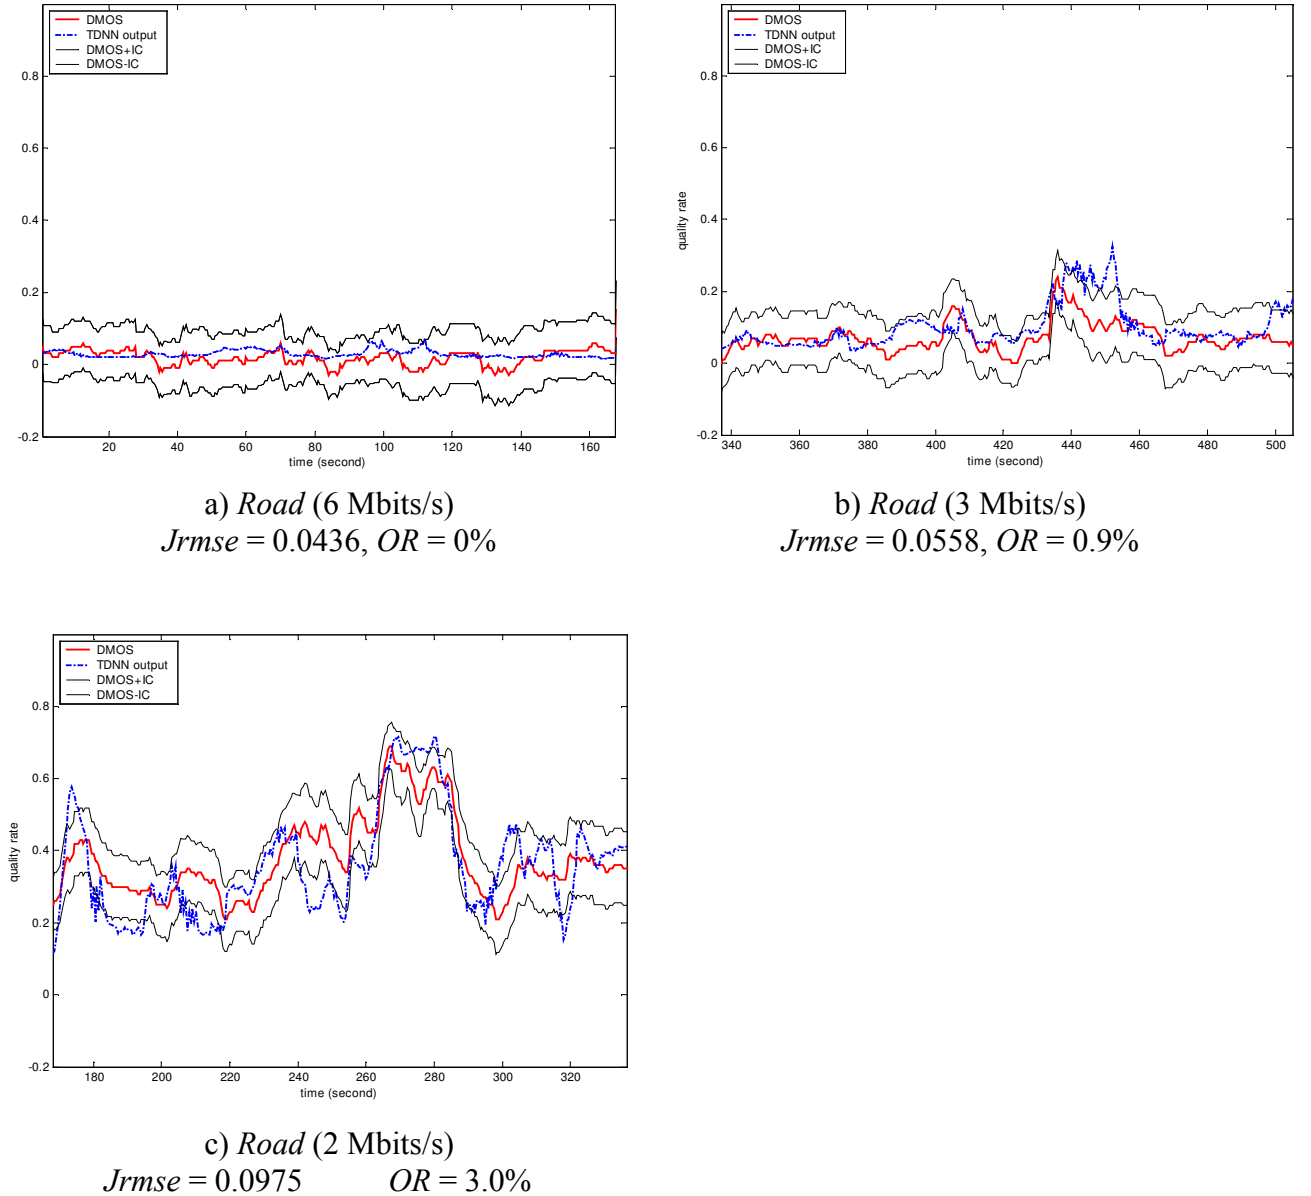 DMOS
TDNN output
DMOS+IC
DMOS-IC
0.8
0.6
0.4
0.2
0
-0.2
20 40 60 80 100 120 140 160
time (second)
a) Road (6 Mbits/s)
Jrmse = 0.0436, OR = 0%
DMOS
TDNN output
DMOS+IC
DMOS-IC
0.8
0.6
0.4
0.2
0
-0.2
quality rate
340 360 380 400 420 440 460 480 500
time (second)
b) Road (3 Mbits/s)
Jrmse = 0.0558, OR = 0.9%
DMOS
TDNN output
DMOS+IC
DMOS-IC
0.8
0.6
0.4
0.2
0
-0.2
quality rate
180 200 220 240 260 280 300 320
time (second)
c) Road (2 Mbits/s)
Jrmse = 0.0975 OR = 3.0%